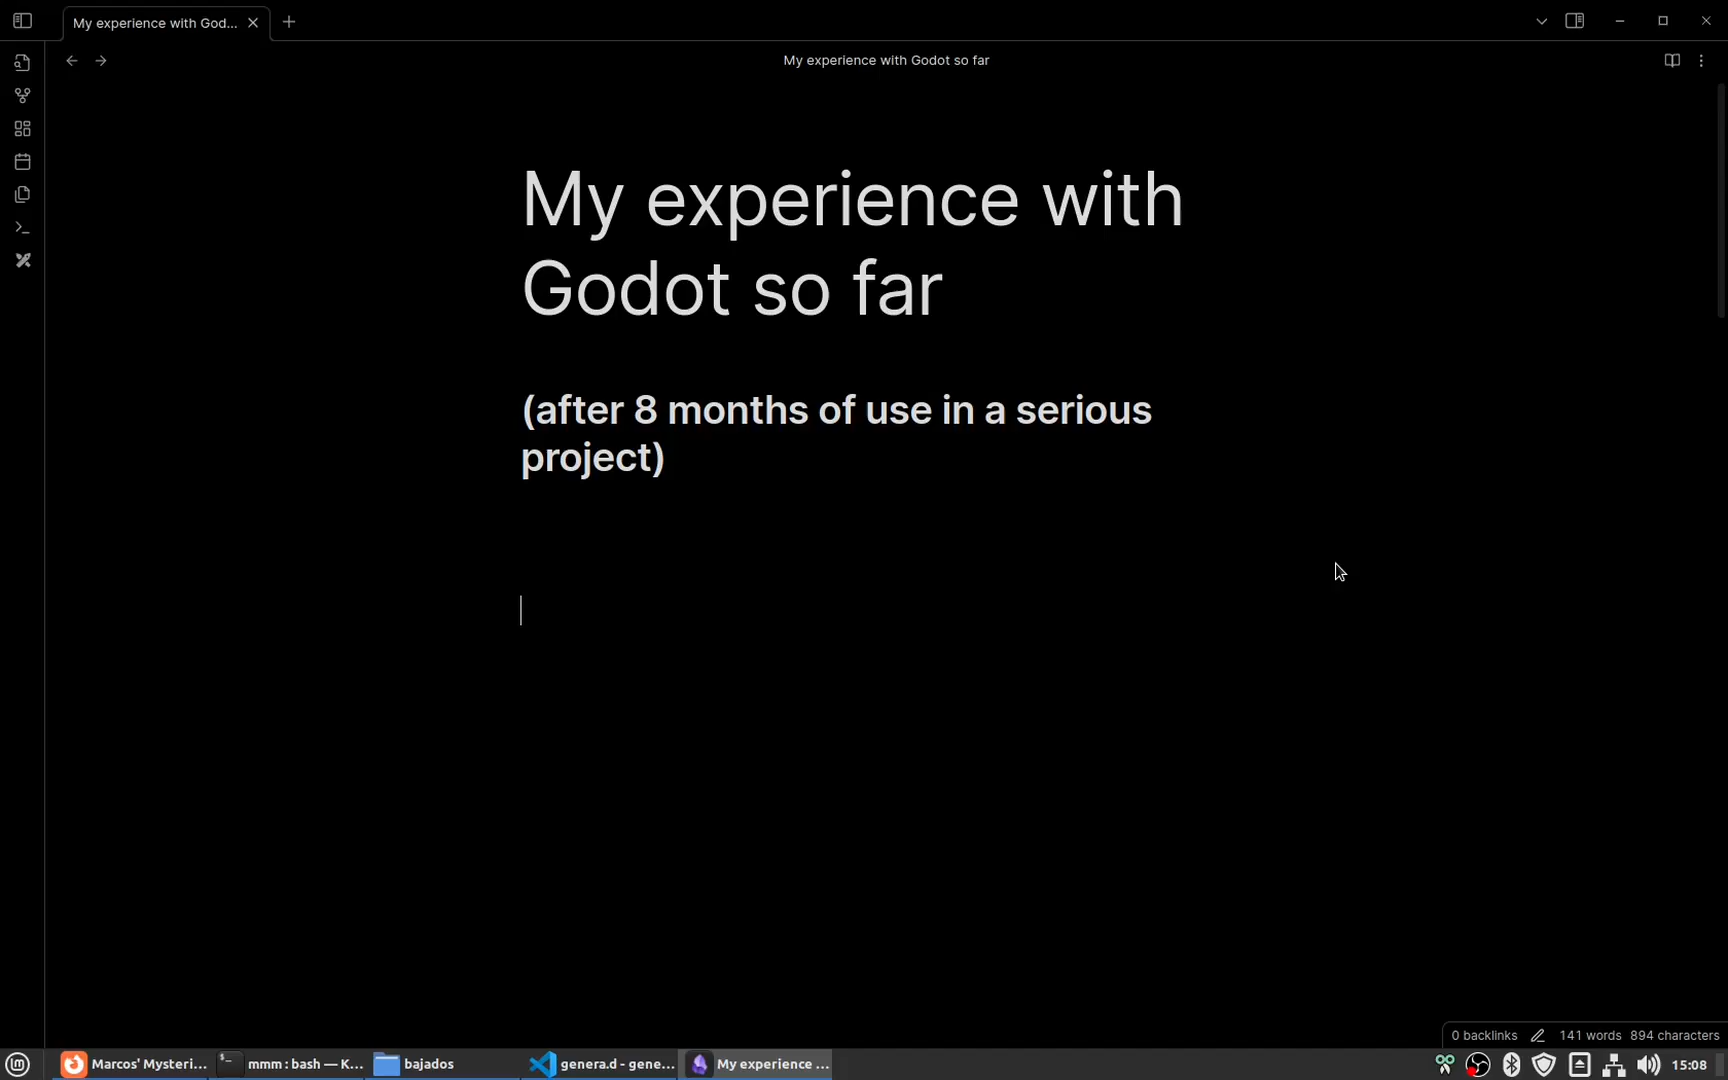 My experience with God...
My experience with Godot so far
My experience with
Godot so far
(after 8 months of use in a serious
project)
0 backlinks 141 words 894 characters
Marcos' Mysteri... mmm : bash — K... bajados genera.d - gene... My experience ... 15:08